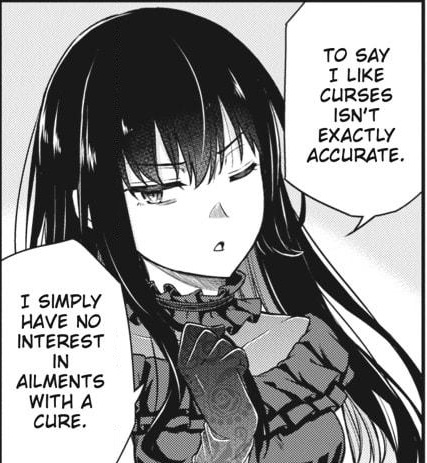 TO SAY
I LIKE
CURSES
ISN'T
EXACTLY
ACCURATE.
I SIMPLY
HAVE NO
INTEREST
IN
AILMENTS
WITH A
CURE.